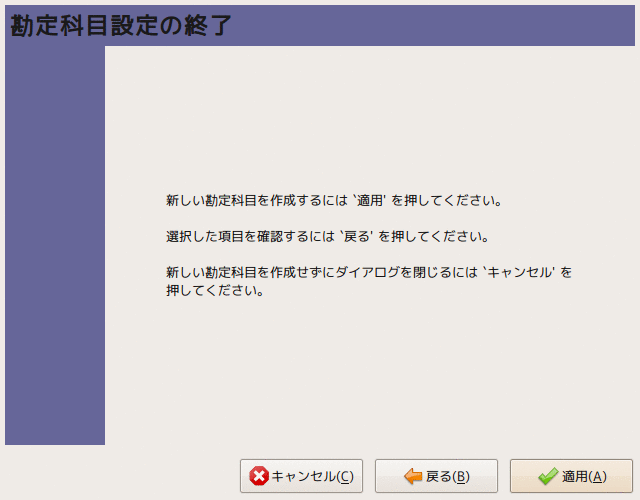 勘定科目設定の終了
新しい勘定科目を作成するには `適用' を押してください。
選択した項目を確認するには `戻る' を押してください。
新しい勘定科目を作成せずにダイアログを閉じるには `キャンセル' を
押してください。
キャンセル(C) 戻る(B) 適用(A)